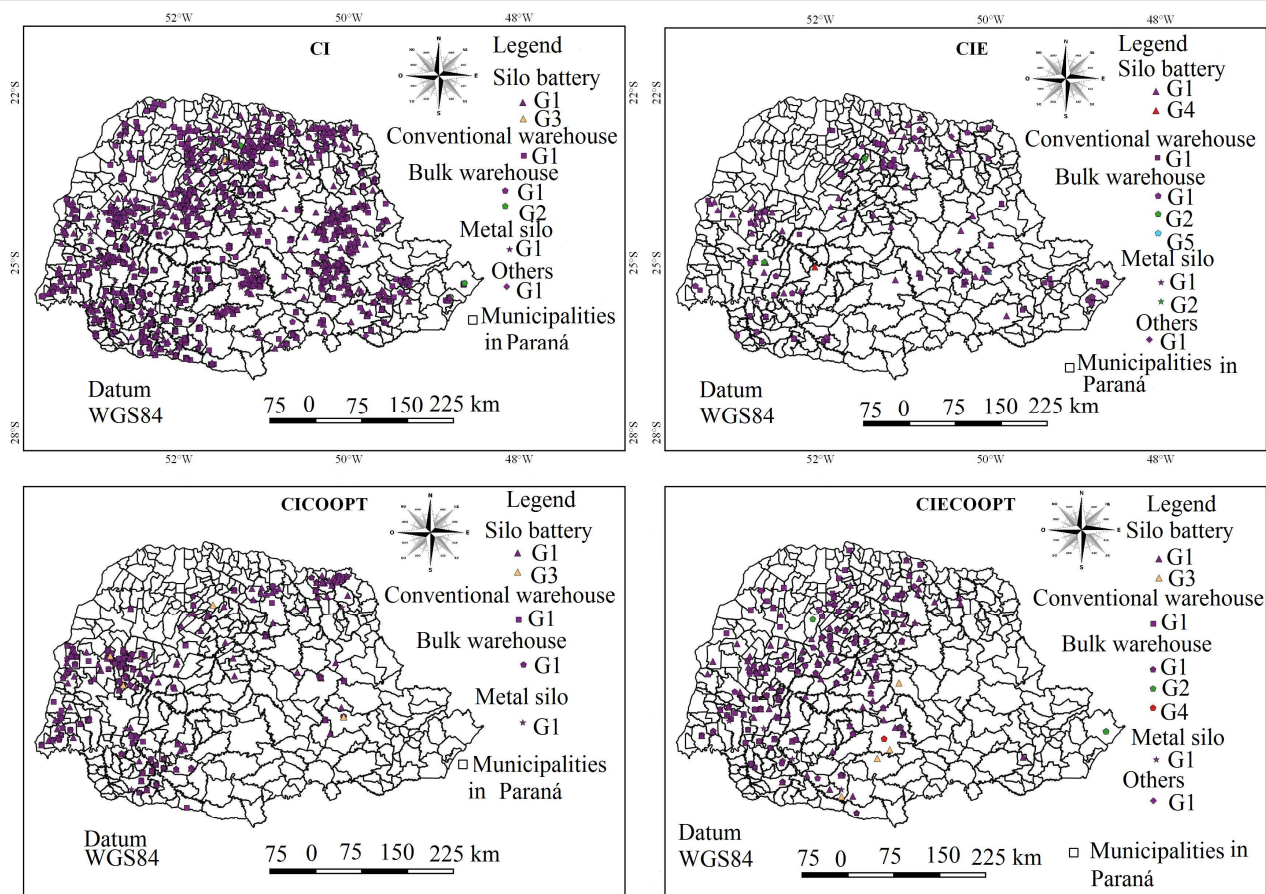 52°W 50°W 48°W
CI
N
O E
S
Legend
Silo battery
G1
G3
Conventional warehouse
G1
Bulk warehouse
G1
G2
Metal silo
G1
Others
G1
Municipalities
in Paraná
22°S
25°S
28°S
Datum
WGS84
75 0 75 150 225 km
52°W 50°W 48°W
52°W 50°W 48°W
CIE
N
O E
S
Legend
Silo battery
G1
G4
Conventional warehouse
G1
Bulk warehouse
G1
G2
G5
Metal silo
G1
G2
Others
G1
Municipalities in
Paraná
22°S
25°S
28°S
Datum
WGS84
75 0 75 150 225 km
52°W 50°W 48°W
CICOOPT
N
O E
S
Legend
Silo battery
G1
G3
Conventional warehouse
G1
Bulk warehouse
G1
Metal silo
G1
Municipalities
in Paraná
Datum
WGS84
75 0 75 150 225 km
CIECOOPT
N
O E
S
Legend
Silo battery
G1
G3
Conventional warehouse
G1
Bulk warehouse
G1
G2
G4
Metal silo
G1
Others
G1
Municipalities in
Paraná
Datum
WGS84
75 0 75 150 225 km